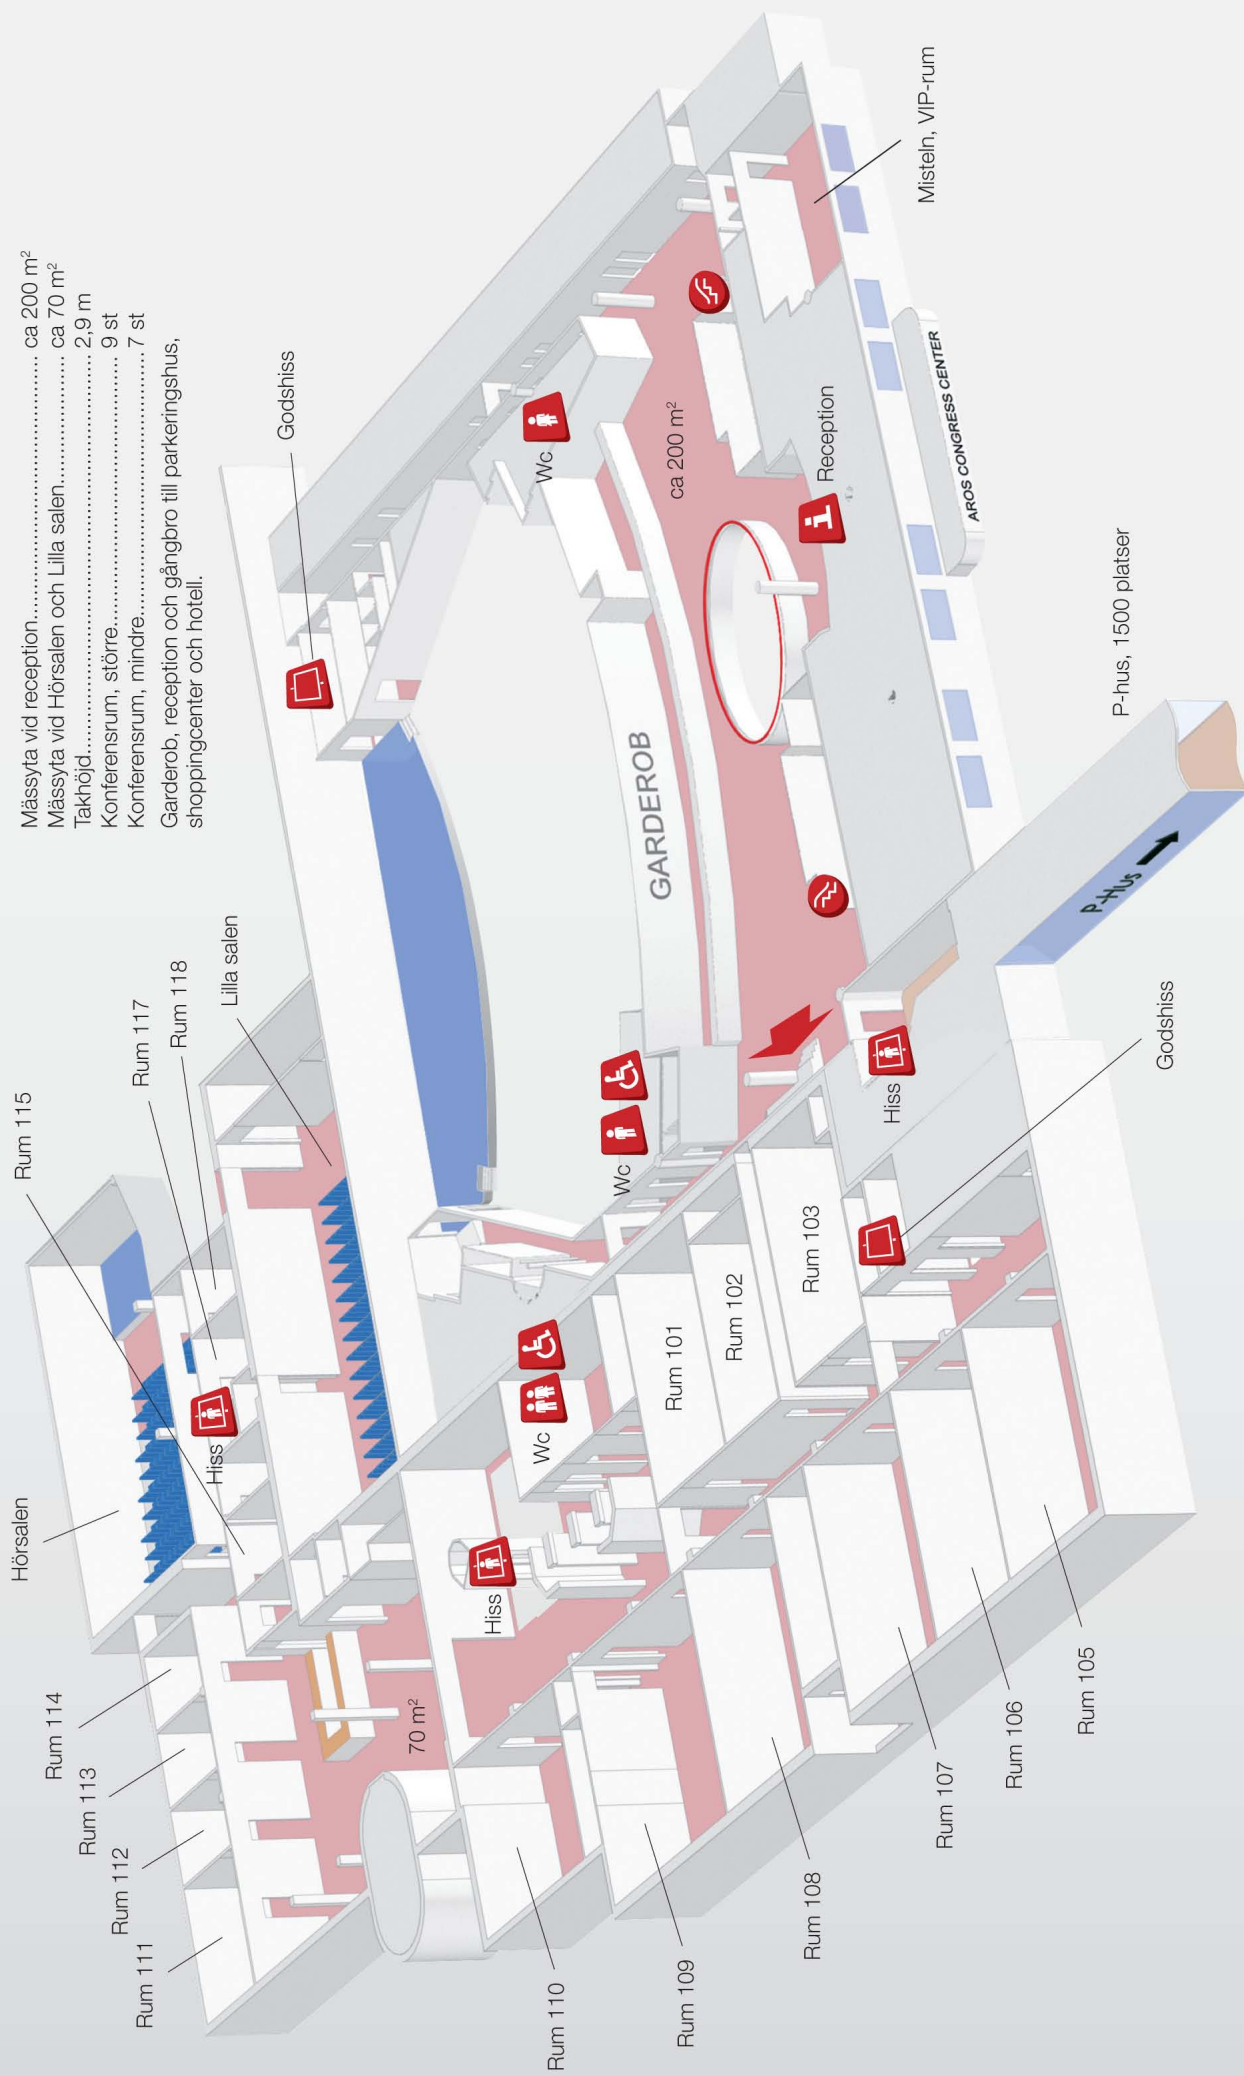 Mässyta vid reception........................................ ca 200 m²
Mässyta vid Hörsalen och Lilla salen.................. ca 70 m²
Takhöjd............................................................. 2,9 m
Konferensrum, större......................................... 9 st
Konferensrum, mindre....................................... 7 st
Garderob, reception och gångbro till parkeringshus,
shoppingcenter och hotell.
Hörsalen
Rum 115
Rum 117
Rum 118
Lilla salen
Godshiss
Rum 114
Rum 113
Rum 112
Rum 111
Hiss
Wc
Misteln, VIP-rum
70 m²
Hiss
Wc
Wc
GARDEROB
ca 200 m²
Reception
Rum 101
Rum 102
Rum 103
Hiss
AROS CONGRESS CENTER
P-hus, 1500 platser
P-HUS
Godshiss
Rum 110
Rum 109
Rum 108
Rum 107
Rum 106
Rum 105